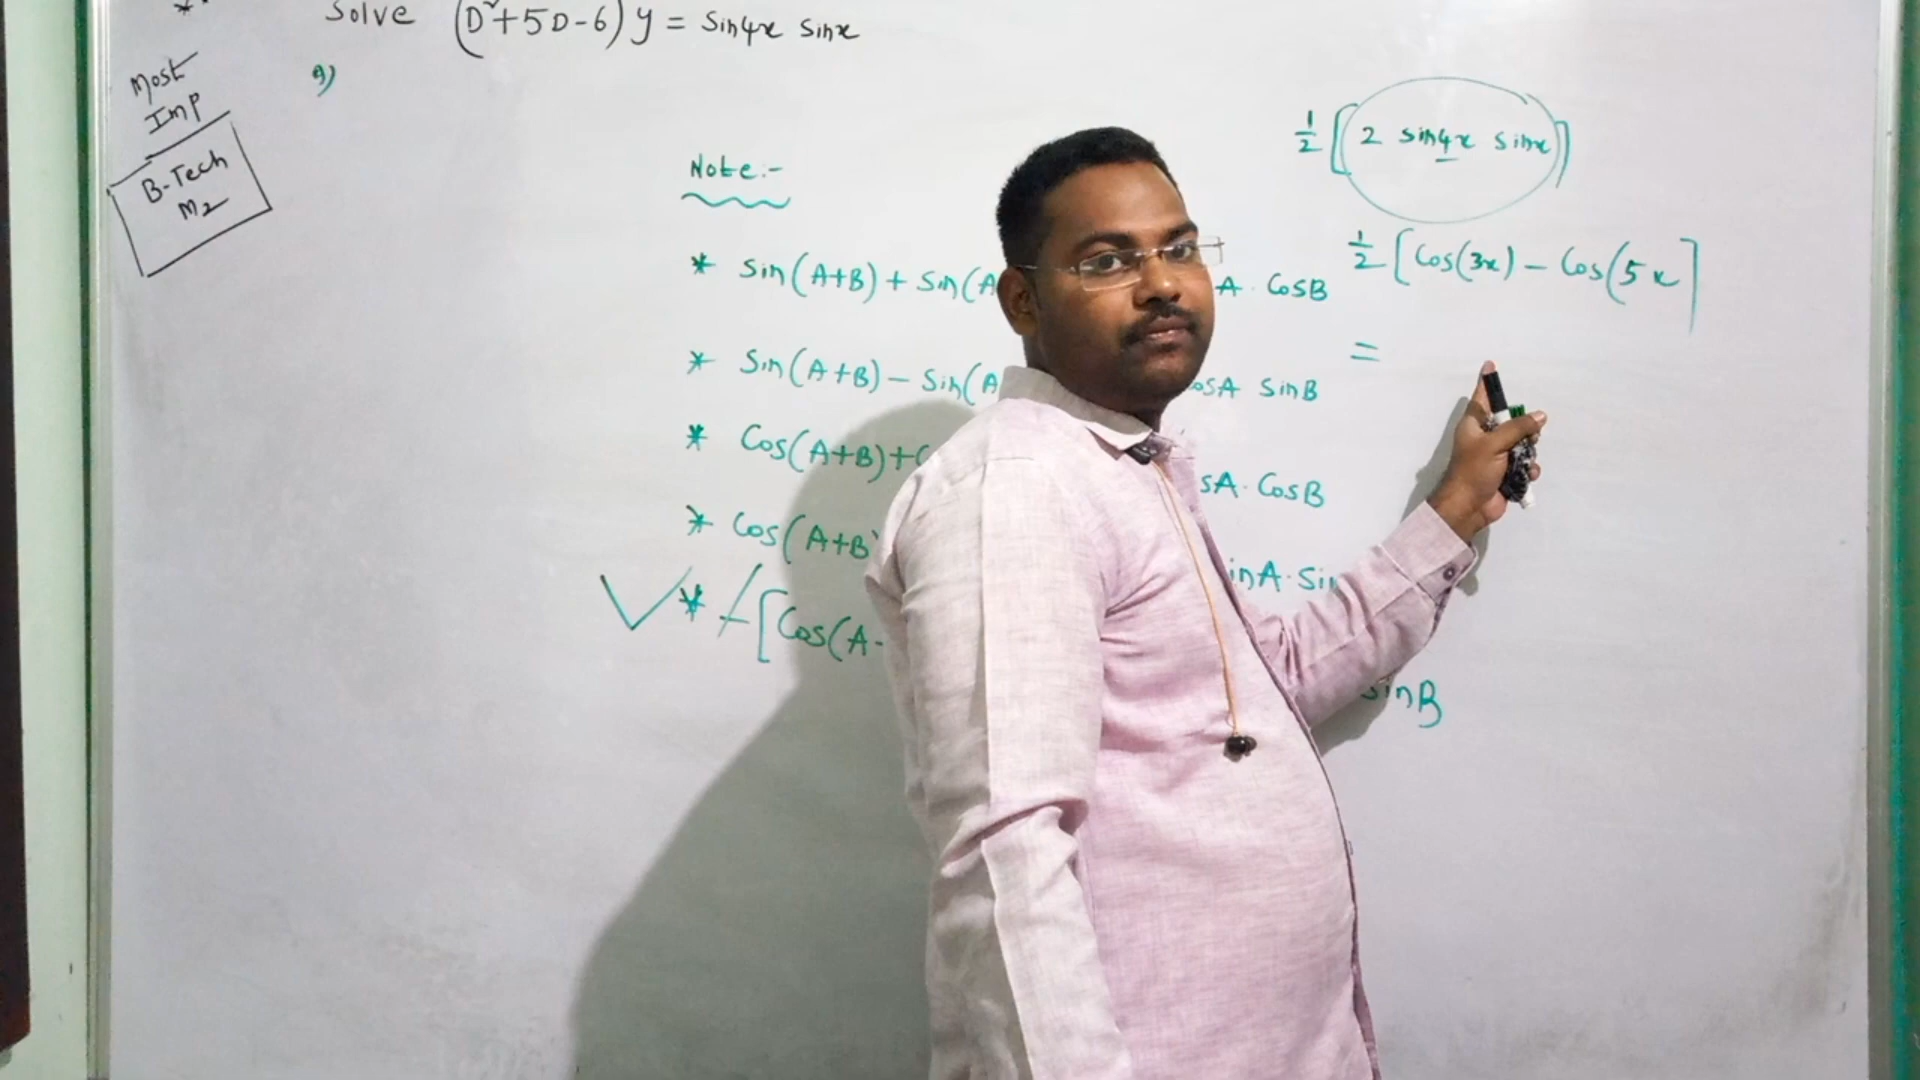 Solve (D²+5D-6) y = Sin4x sinx
Most
Imp
B-Tech
M2
A)
Note:-
* Sin(A+B) + Sin(A A. CosB
* Sin(A+B) - Sin(A osA SinB
* Cos(A+B)+C sA. CosB
* Cos(A+B) inA. Sin
✓ * -[Cos(A- sinB
1/2 [2 sin4x sinx]
1/2 [Cos(3x) - Cos(5x]
=